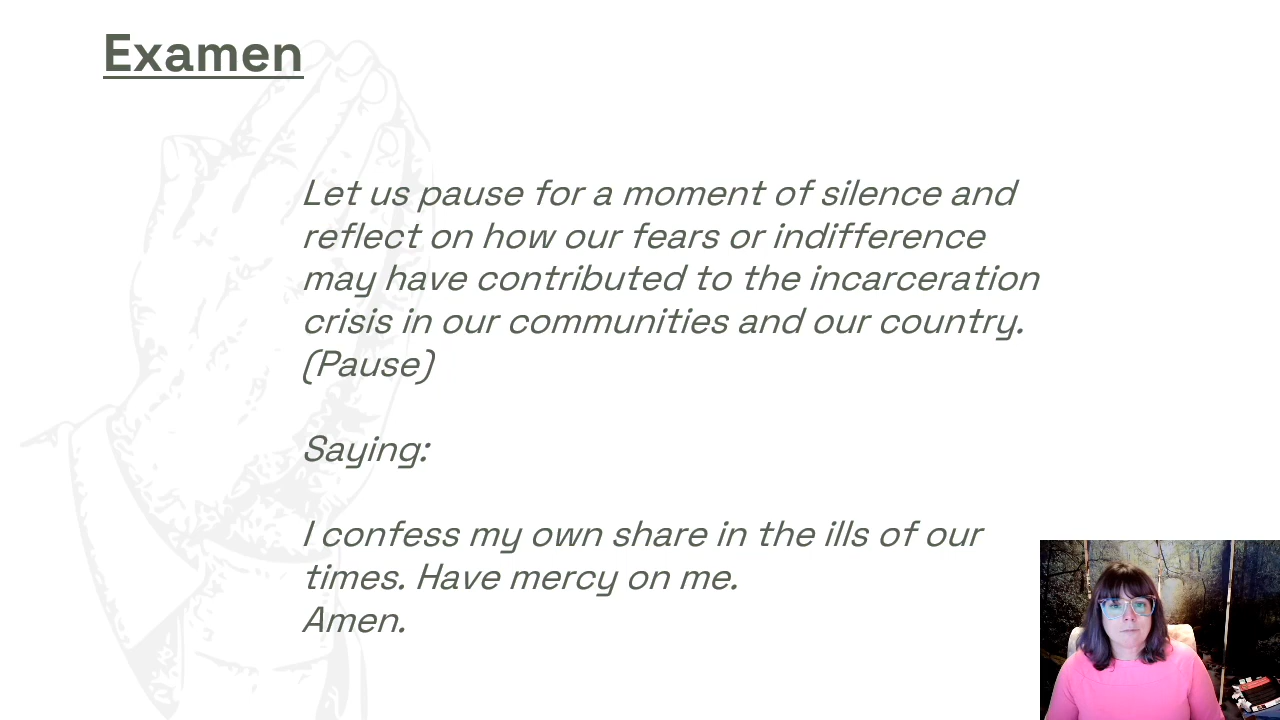 Examen
Let us pause for a moment of silence and
reflect on how our fears or indifference
may have contributed to the incarceration
crisis in our communities and our country.
(Pause)
Saying:
I confess my own share in the ills of our
times. Have mercy on me.
Amen.